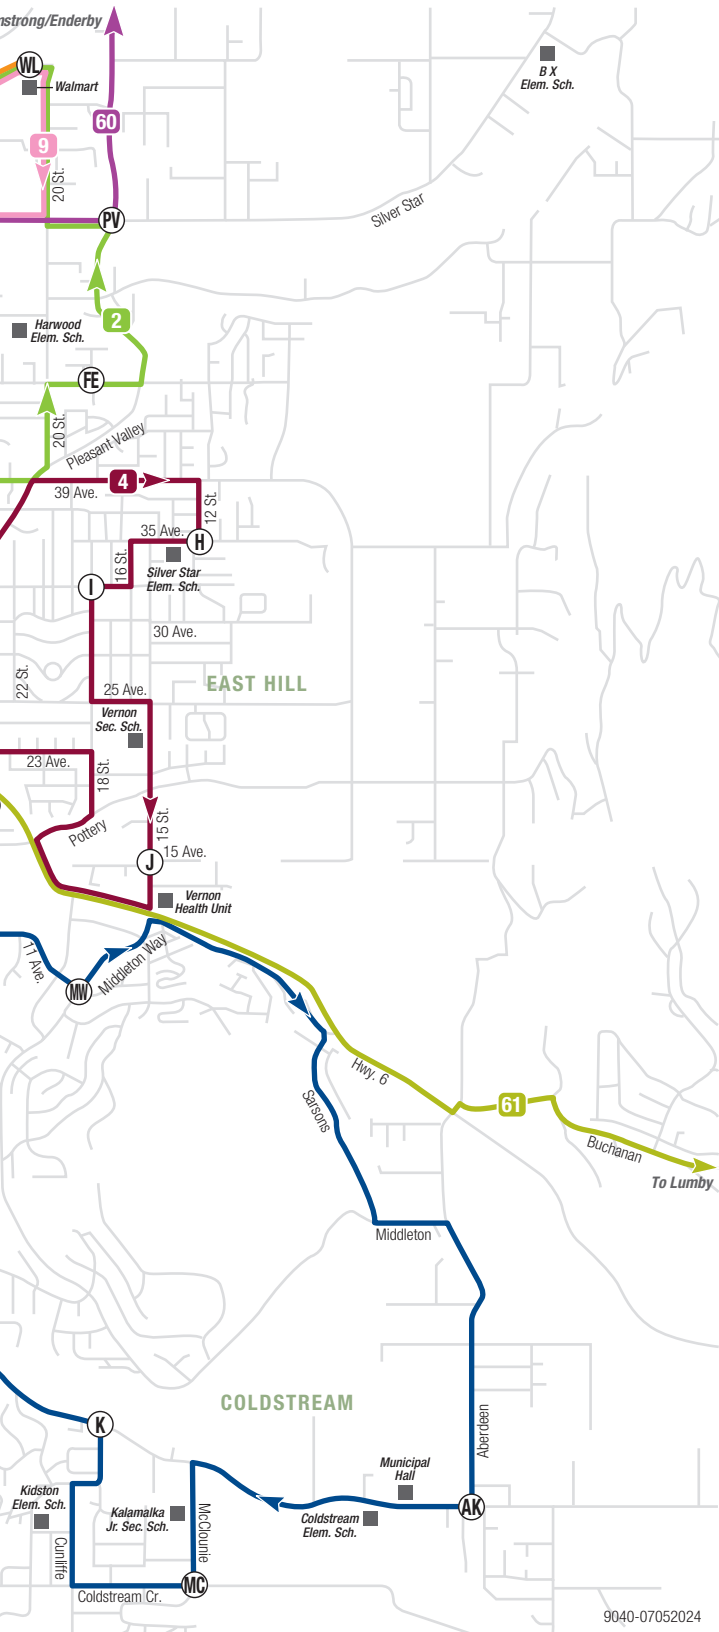 mstrong/Enderby
WL
Walmart
B X
Elem. Sch.
60
9
20 St.
PV
Silver Star
2
Harwood
Elem. Sch.
FE
20 St.
Pleasant Valley
4
39 Ave.
12 St.
35 Ave.
H
16 St.
Silver Star
Elem. Sch.
I
30 Ave.
22 St.
EAST HILL
25 Ave.
Vernon
Sec. Sch.
23 Ave.
18 St.
15 St.
Pottery
15 Ave.
J
Vernon
Health Unit
11 Ave.
Middleton Way
MW
Hwy. 6
Sarsons
61
Buchanan
To Lumby
Middleton
COLDSTREAM
Aberdeen
K
Municipal
Hall
Kidston
Elem. Sch.
Kalamalka
Jr. Sec. Sch.
McClounie
Coldstream
Elem. Sch.
AK
Cunliffe
MC
Coldstream Cr.
9040-07052024